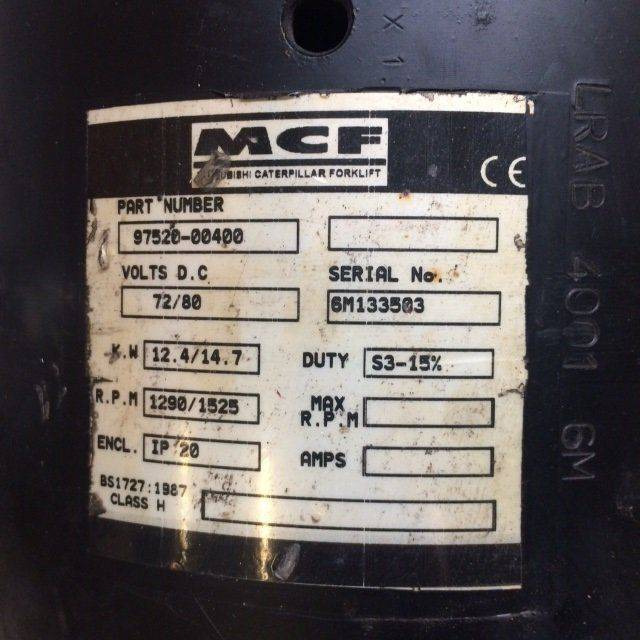 X 1.
MCF
MITSUBISHI CATERPILLAR FORKLIFT
CE
PART NUMBER
97520-00400
VOLTS D.C
SERIAL No.
72/80
6M133503
K.W 12.4/14.7 DUTY S3-15%
R.P.M 1290/1525 MAX R.P.M
ENCL. IP 20 AMPS
BS1727:1987
CLASS H
LRAB 4001 6M